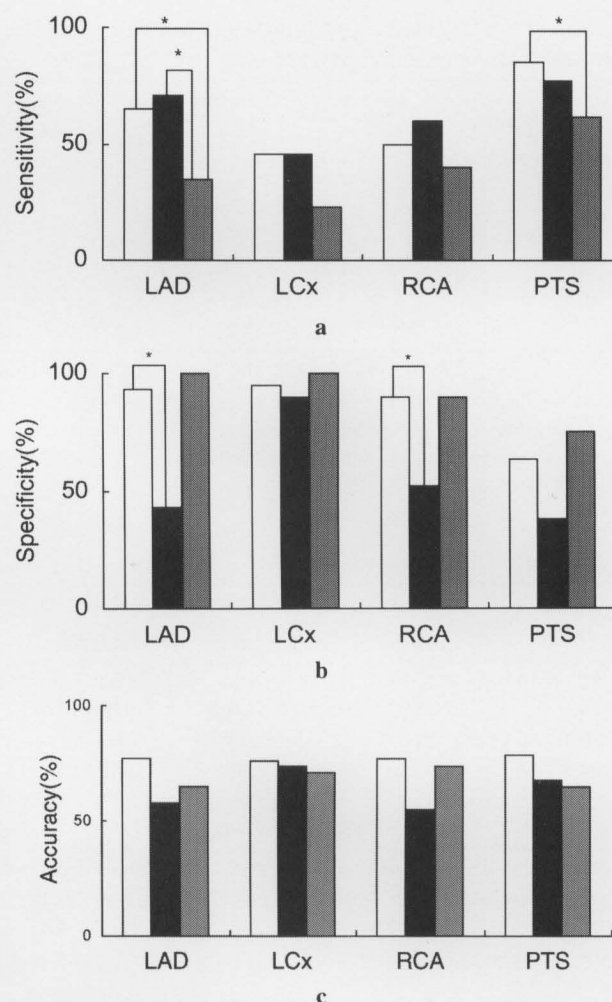 *
*
*
100
50
0
Sensitivity(%)
LAD LCx RCA PTS
a
*
*
100
50
0
Specificity(%)
LAD LCx RCA PTS
b
100
50
0
Accuracy(%)
LAD LCx RCA PTS
c